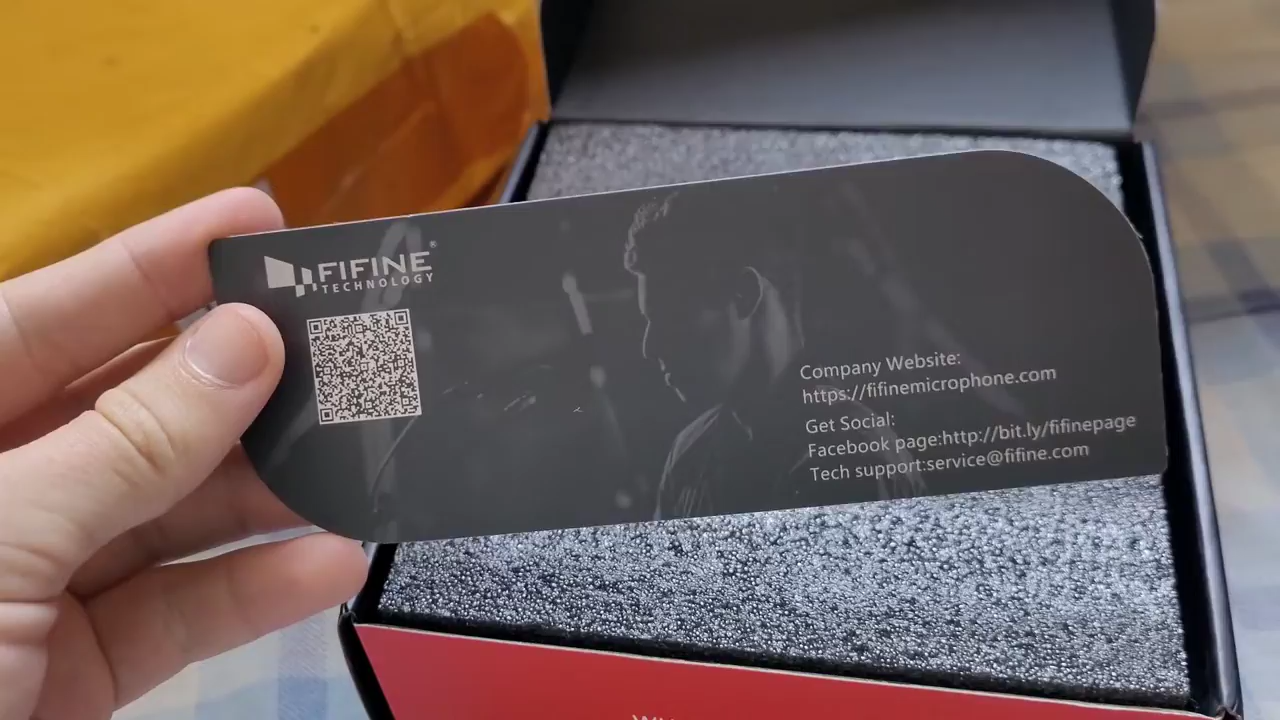 FIFINE®
TECHNOLOGY
Company Website:
https://fifinemicrophone.com
Get Social:
Facebook page:http://bit.ly/fifinepage
Tech support:service@fifine.com